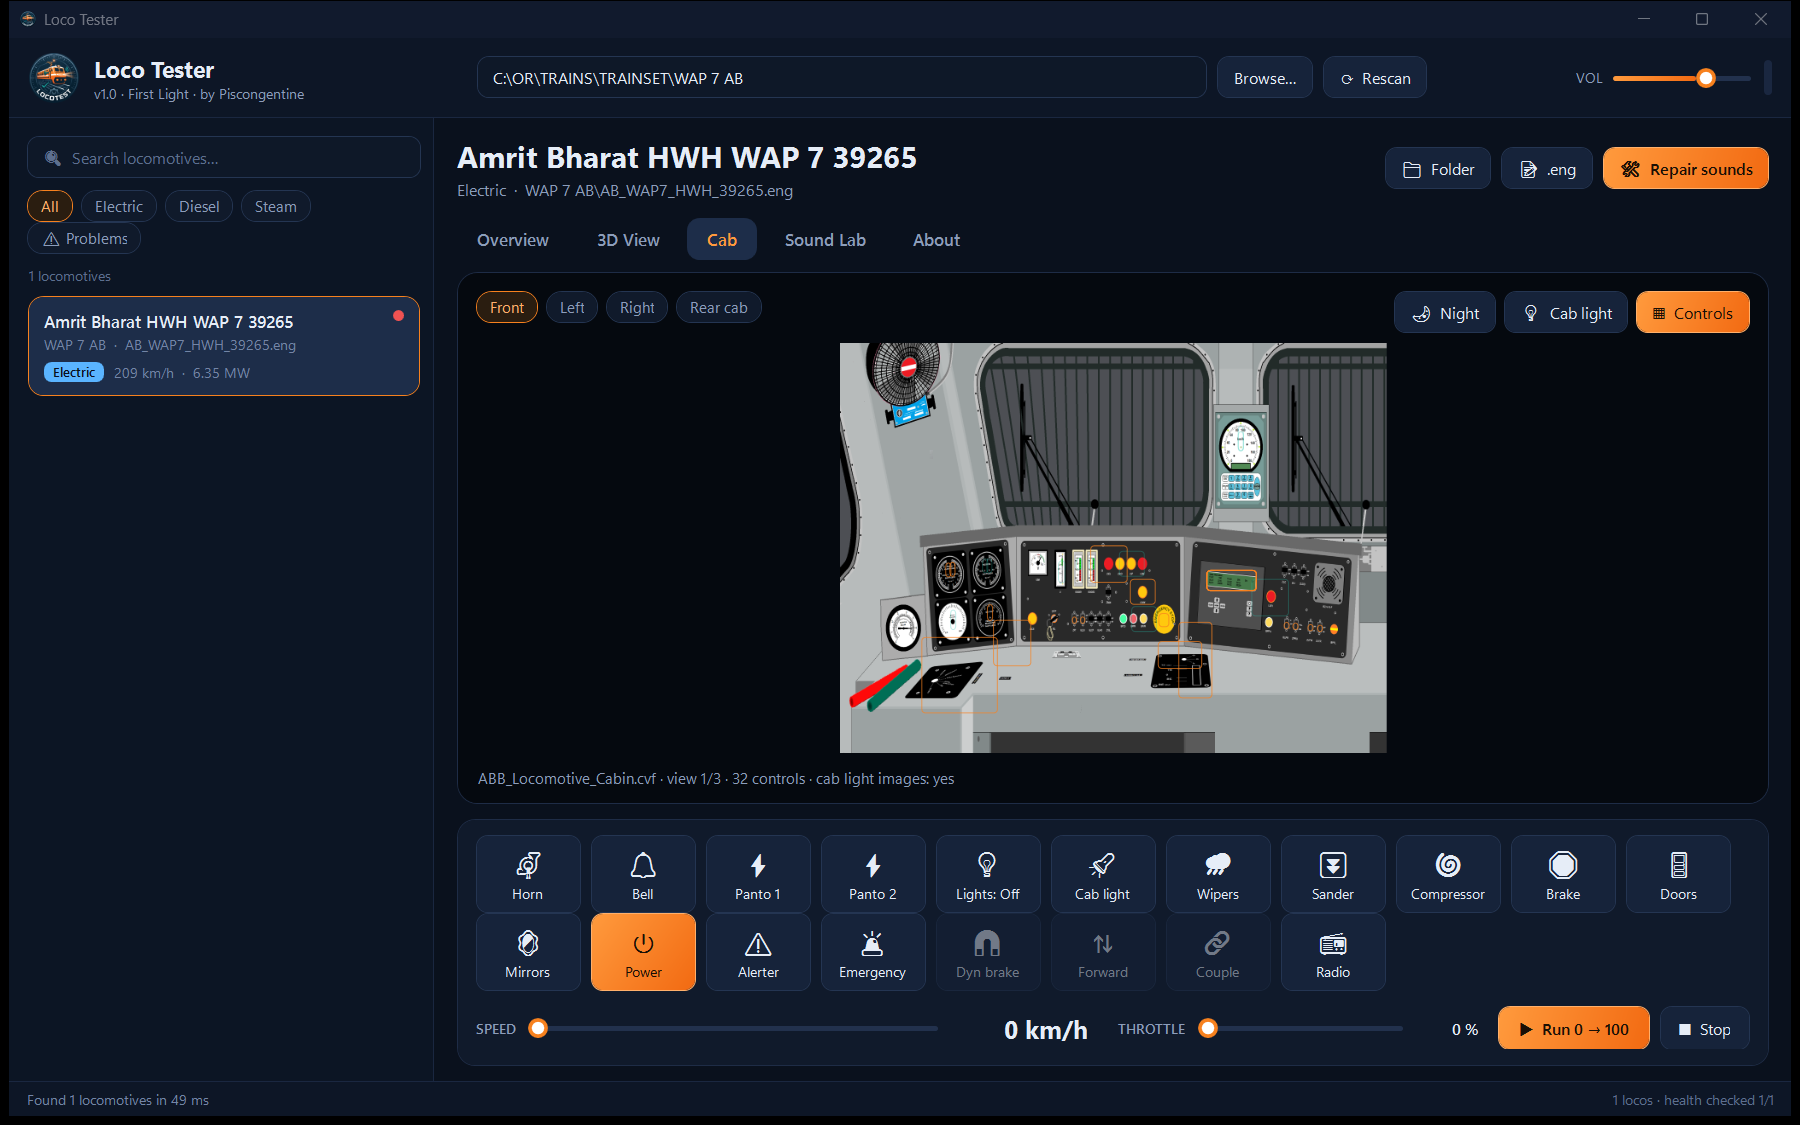 Loco Tester
Loco Tester
v1.0 · First Light · by Piscongentine
C:\OR\TRAINS\TRAINSET\WAP 7 AB
Browse...
Rescan
VOL
LOCOTEST
Search locomotives...
All
Electric
Diesel
Steam
Problems
1 locomotives
Amrit Bharat HWH WAP 7 39265
WAP 7 AB · AB_WAP7_HWH_39265.eng
Electric
209 km/h · 6.35 MW
Amrit Bharat HWH WAP 7 39265
Electric · WAP 7 AB\AB_WAP7_HWH_39265.eng
Folder
.eng
Repair sounds
Overview
3D View
Cab
Sound Lab
About
Front
Left
Right
Rear cab
Night
Cab light
Controls
ABB_Locomotive_Cabin.cvf · view 1/3 · 32 controls · cab light images: yes
Horn
Bell
Panto 1
Panto 2
Lights: Off
Cab light
Wipers
Sander
Compressor
Brake
Doors
Mirrors
Power
Alerter
Emergency
Dyn brake
Forward
Couple
Radio
SPEED
0 km/h
THROTTLE
0 %
Run 0 → 100
Stop
Found 1 locomotives in 49 ms
1 locos · health checked 1/1